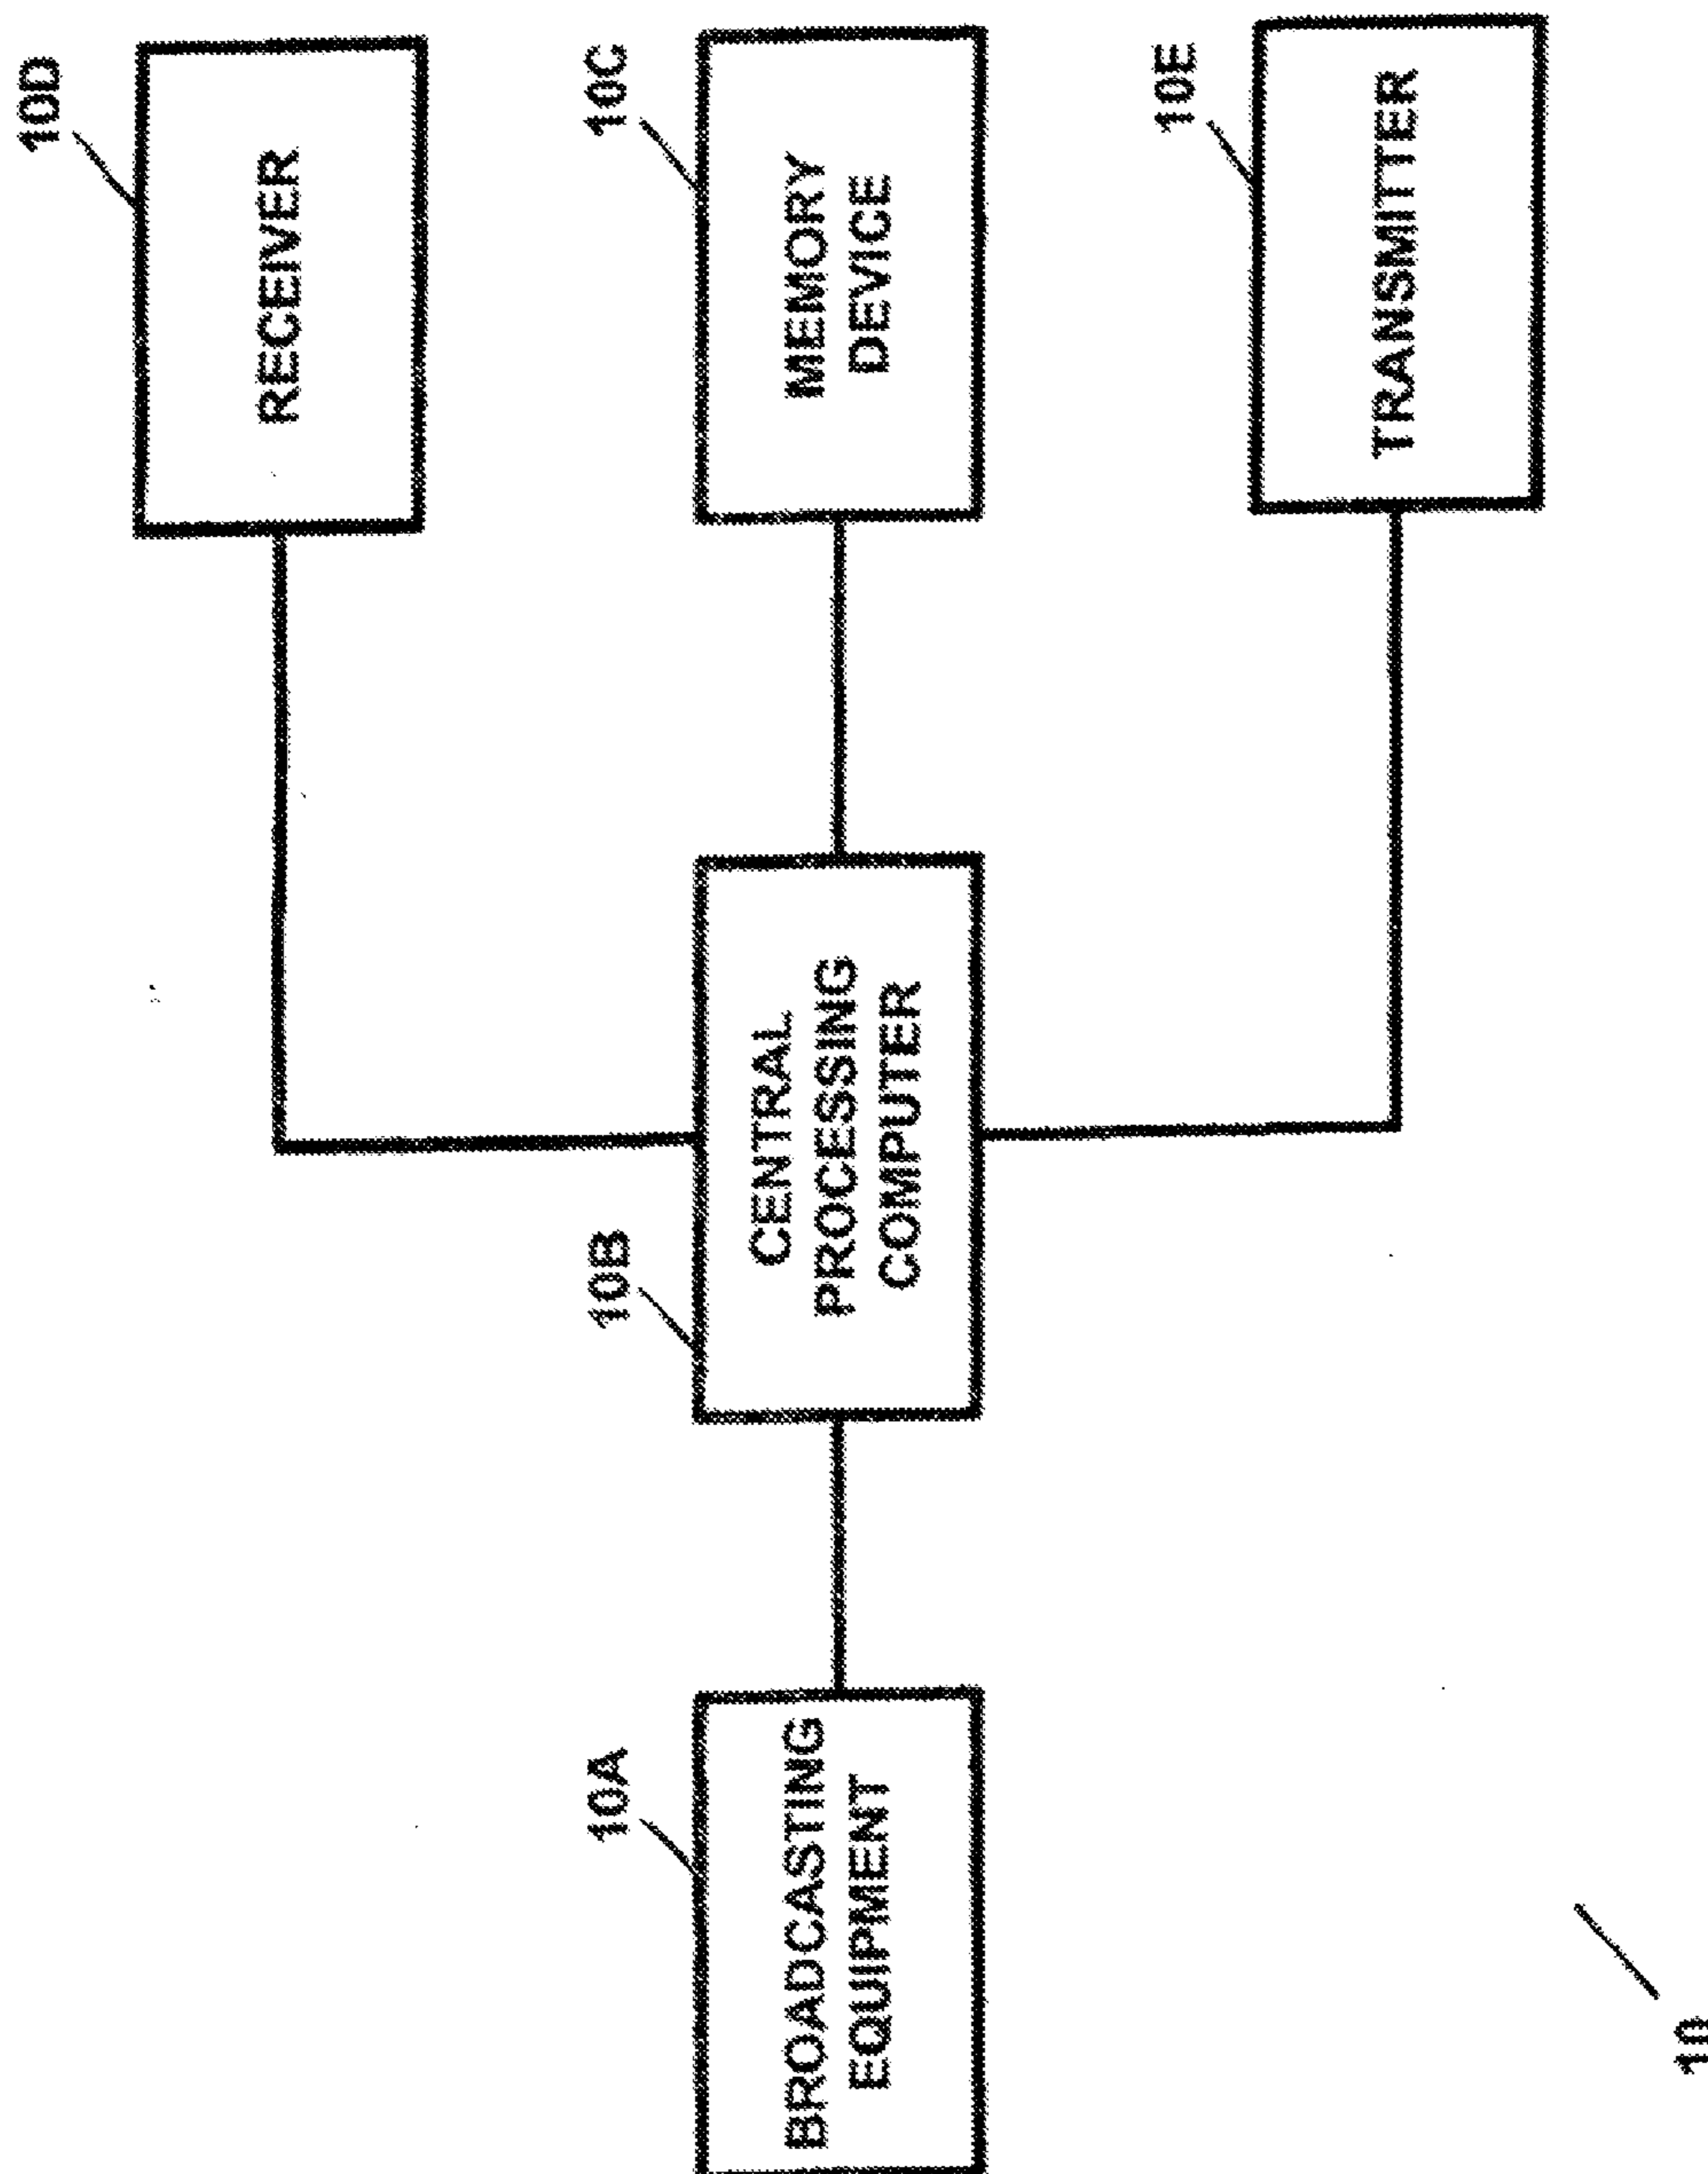 10D
RECEIVER
10B
CENTRAL
PROCESSING
COMPUTER
10C
MEMORY
DEVICE
10A
BROADCASTING
EQUIPMENT
10E
TRANSMITTER
10